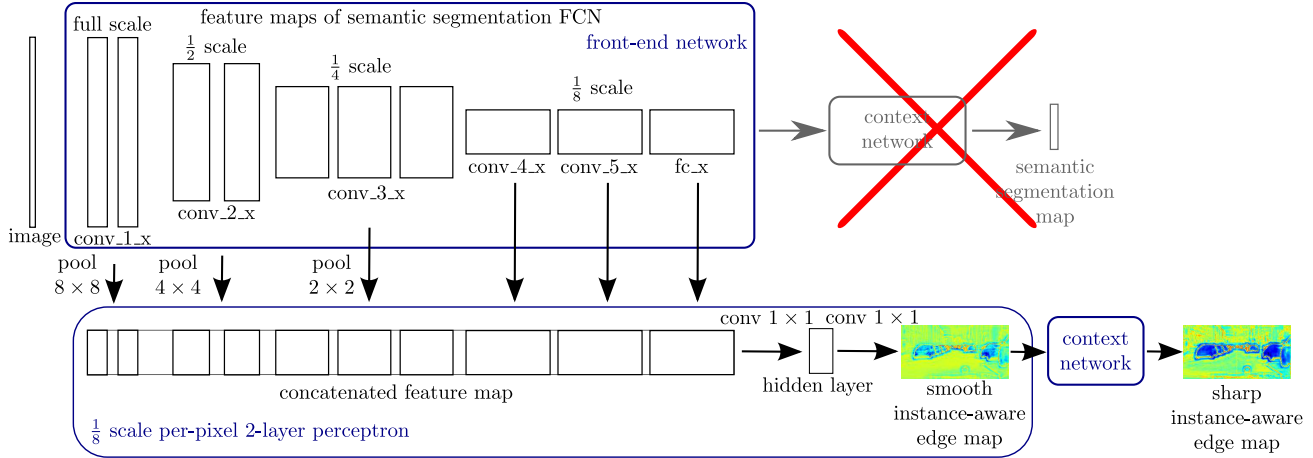 feature maps of semantic segmentation FCN
full scale
front-end network
1/2 scale
1/4 scale
1/8 scale
context
network
conv_4_x
conv_5_x
fc_x
semantic
segmentation
map
conv_3_x
conv_2_x
image
conv_1_x
pool
8 × 8
pool
4 × 4
pool
2 × 2
conv 1 × 1
conv 1 × 1
context
network
concatenated feature map
hidden layer
smooth
instance-aware
edge map
sharp
instance-aware
edge map
1/8 scale per-pixel 2-layer perceptron